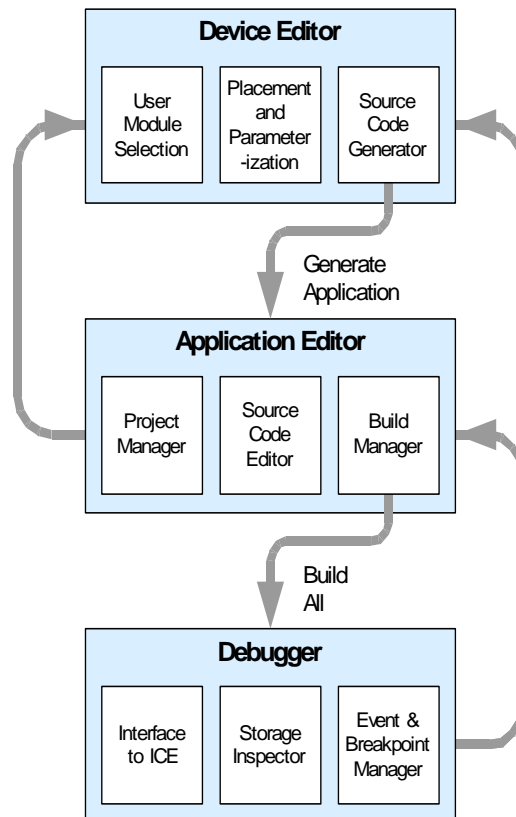 Device Editor
User
Module
Selection
Placement
and
Parameter
-ization
Source
Code
Generator
Generate
Application
Application Editor
Project
Manager
Source
Code
Editor
Build
Manager
Build
All
Debugger
Interface
to ICE
Storage
Inspector
Event &
Breakpoint
Manager